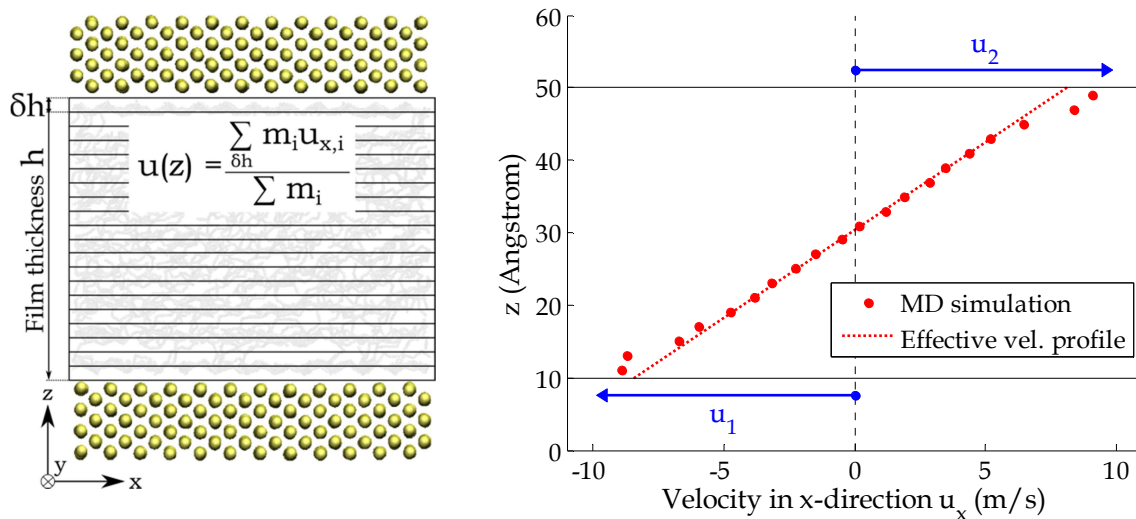 δh
Film thickness h
u(z) = ∑ mᵢuₓ,ᵢ
δh
∑ mᵢ
z
y
x
60
50
40
30
20
10
0
z (Angstrom)
u₂
MD simulation
Effective vel. profile
u₁
-10 -5 0 5 10
Velocity in x-direction uₓ (m/s)